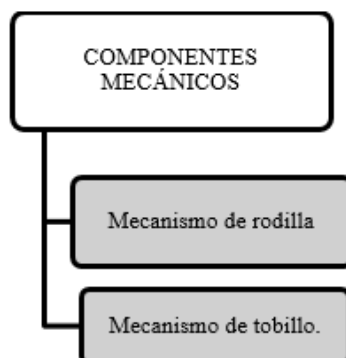 COMPONENTES
MECÁNICOS
Mecanismo de rodilla
Mecanismo de tobillo.